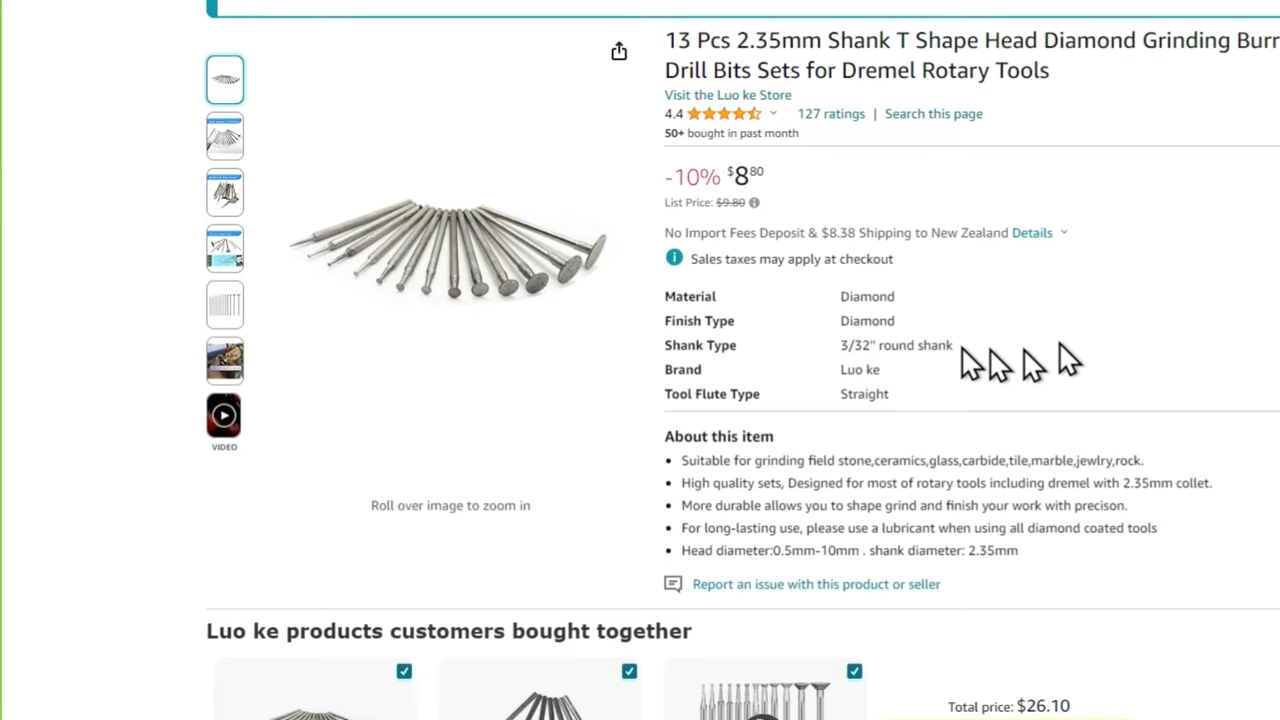 13 Pcs 2.35mm Shank T Shape Head Diamond Grinding Burr
Drill Bits Sets for Dremel Rotary Tools
Visit the Luo ke Store
4.4 127 ratings | Search this page
50+ bought in past month
-10% $8.80
List Price: $9.80
No Import Fees Deposit & $8.38 Shipping to New Zealand Details
Sales taxes may apply at checkout
Material Diamond
Finish Type Diamond
Shank Type 3/32" round shank
Brand Luo ke
Tool Flute Type Straight
About this item
• Suitable for grinding field stone,ceramics,glass,carbide,tile,marble,jewlry,rock.
• High quality sets, Designed for most of rotary tools including dremel with 2.35mm collet.
• More durable allows you to shape grind and finish your work with precison.
• For long-lasting use, please use a lubricant when using all diamond coated tools
• Head diameter:0.5mm-10mm . shank diameter: 2.35mm
Report an issue with this product or seller
VIDEO
Roll over image to zoom in
Luo ke products customers bought together
Total price: $26.10